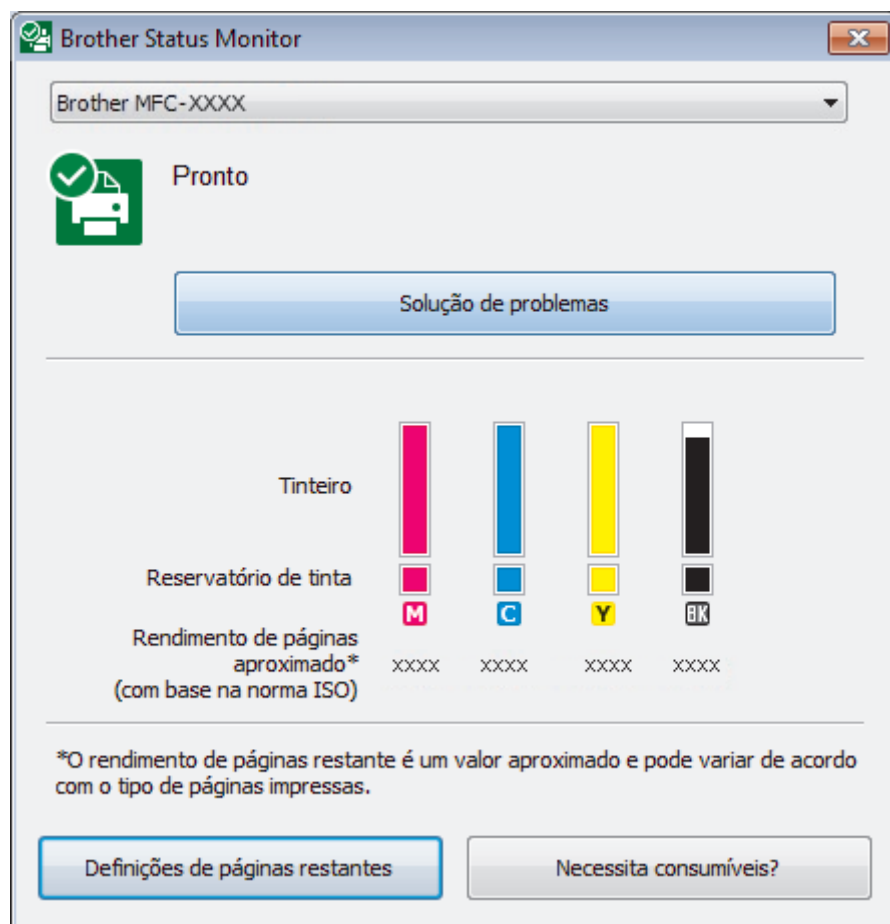 Brother Status Monitor
Brother MFC-XXXX
Pronto
Solução de problemas
Tinteiro
Reservatório de tinta
M C Y BK
Rendimento de páginas
aproximado*
(com base na norma ISO)
xxxx xxxx xxxx xxxx
*O rendimento de páginas restante é um valor aproximado e pode variar de acordo
com o tipo de páginas impressas.
Definições de páginas restantes
Necessita consumíveis?